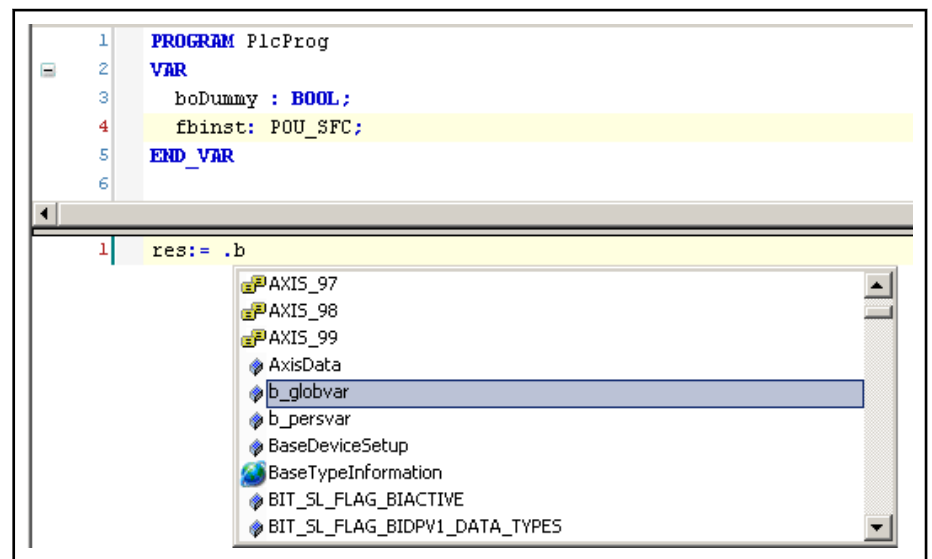 1 PROGRAM PlcProg
2 VAR
3 boDummy : BOOL;
4 fbinst: POU_SFC;
5 END_VAR
6
1 res:= .b
AXIS_97
AXIS_98
AXIS_99
AxisData
b_globvar
b_persvar
BaseDeviceSetup
BaseTypeInformation
BIT_SL_FLAG_BIACTIVE
BIT_SL_FLAG_BIDPV1_DATA_TYPES